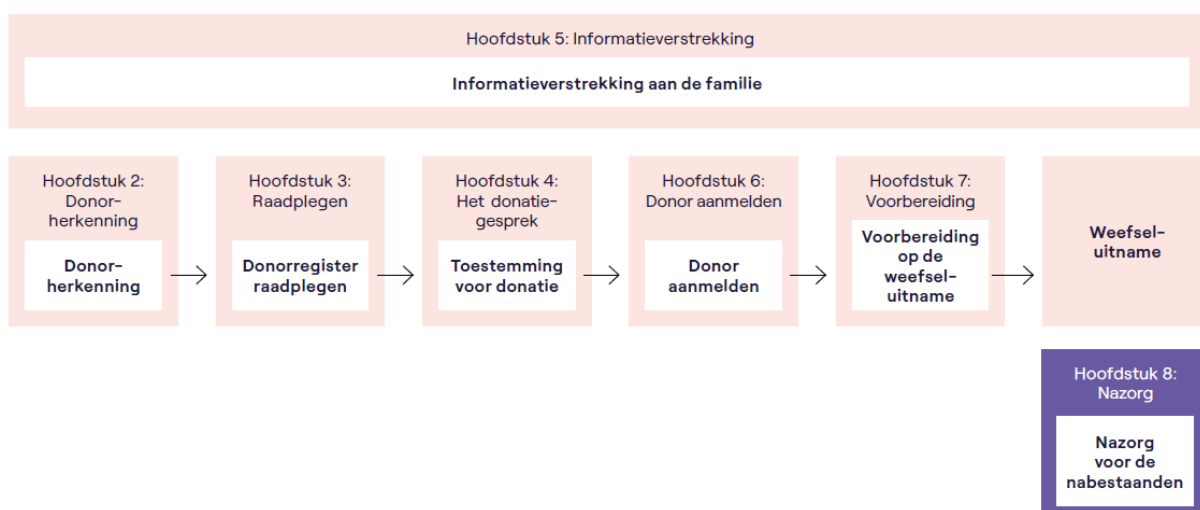 Hoofdstuk 5: Informatieverstrekking
Informatieverstrekking aan de familie
Hoofdstuk 2:
Donor-
herkenning
Donor-
herkenning
Hoofdstuk 3:
Raadplegen
Donorregister
raadplegen
Hoofdstuk 4:
Het donatie-
gesprek
Toestemming
voor donatie
Hoofdstuk 6:
Donor aanmelden
Donor
aanmelden
Hoofdstuk 7:
Voorbereiding
Voorbereiding
op de
weefsel-
uitname
Weefsel-
uitname
Hoofdstuk 8:
Nazorg
Nazorg
voor de
nabestaanden